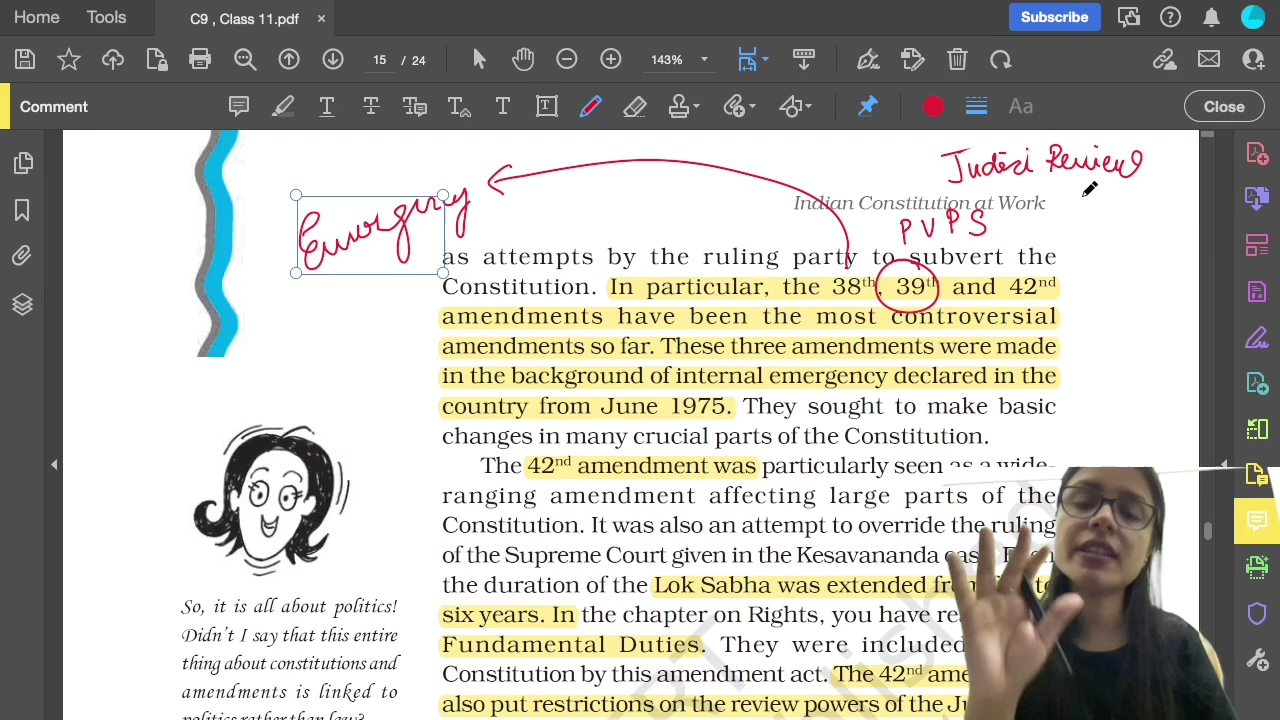 Home Tools C9 , Class 11.pdf × Subscribe
15 / 24 143%
Comment Close
Review
Indian Constitution at Work
Emergency
P V P S
as attempts by the ruling party to subvert the
Constitution. In particular, the 38th, 39th and 42nd
amendments have been the most controversial
amendments so far. These three amendments were made
in the background of internal emergency declared in the
country from June 1975. They sought to make basic
changes in many crucial parts of the Constitution.
The 42nd amendment was particularly seen as a wide-
ranging amendment affecting large parts of the
Constitution. It was also an attempt to override the ruling
of the Supreme Court given in the Kesavananda
the duration of the Lok Sabha was extended
six years. In the chapter on Rights, you have
Fundamental Duties. They were included
Constitution by this amendment act. The 42nd
also put restrictions on the review powers of the
So, it is all about politics!
Didn't I say that this entire
thing about constitutions and
amendments is linked to
politics rather than law?